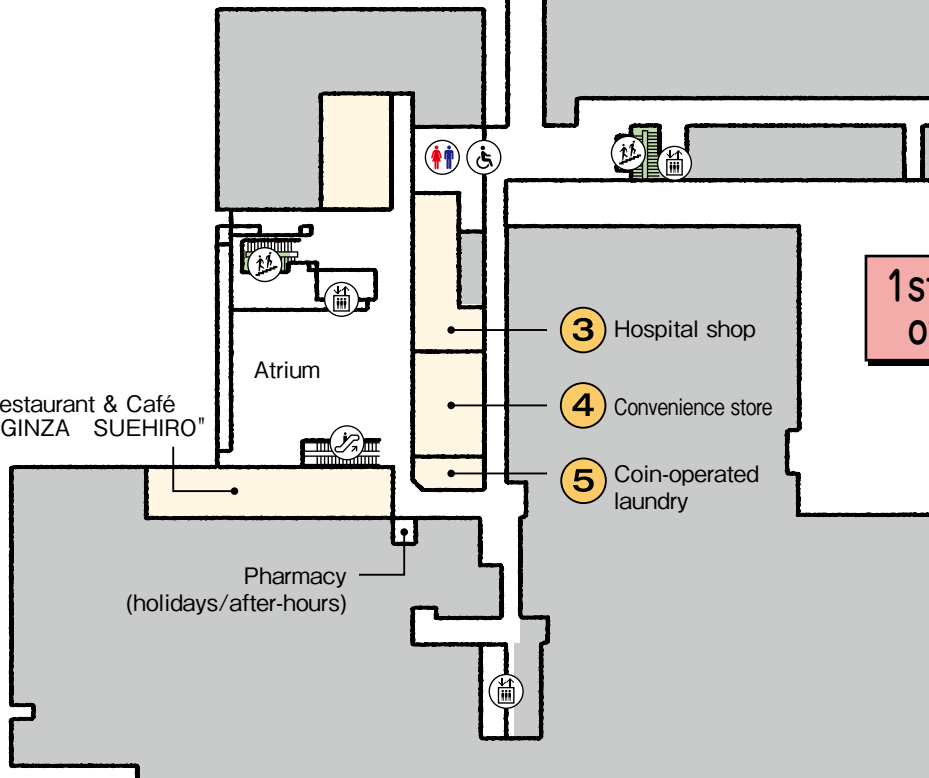 3 Hospital shop
Atrium
4 Convenience store
estaurant & Café
GINZA SUEHIRO"
5 Coin-operated
laundry
Pharmacy
(holidays/after-hours)